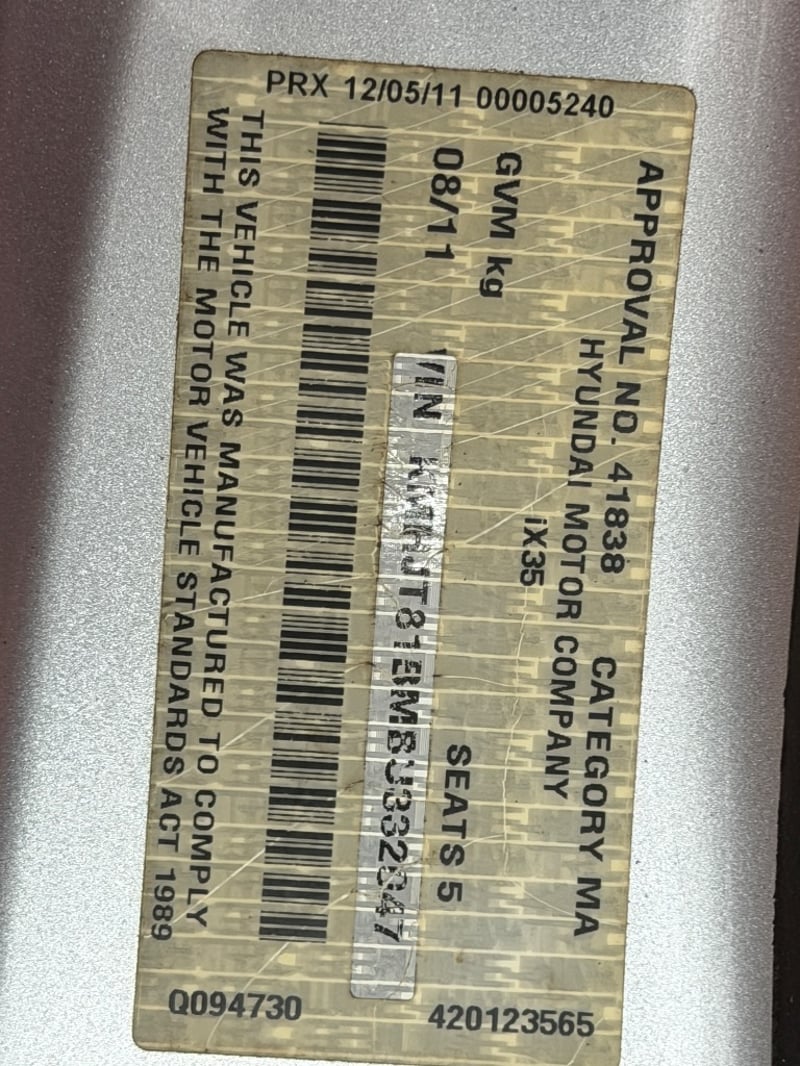 PRX 12/05/11 00005240
APPROVAL NO. 41838 CATEGORY MA
HYUNDAI MOTOR COMPANY
iX35
GVM kg
08/11 SEATS 5
VIN
THIS VEHICLE WAS MANUFACTURED TO COMPLY
WITH THE MOTOR VEHICLE STANDARDS ACT 1989
Q094730
420123565